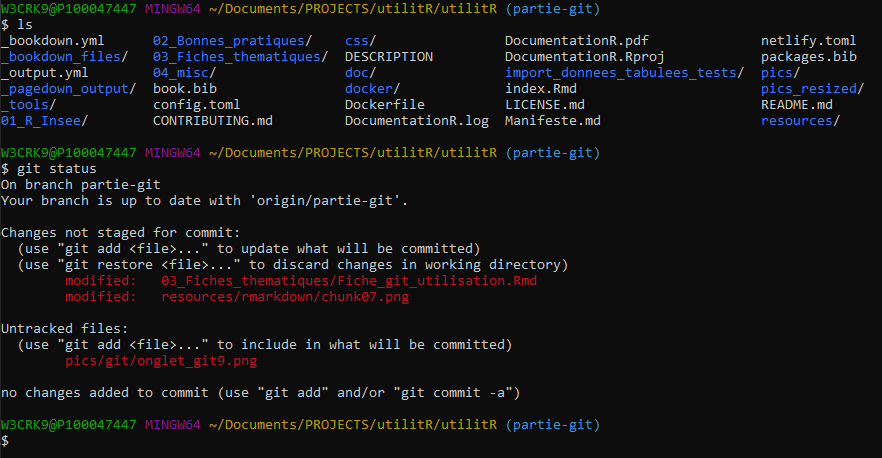 W3CRK9@P100047447 MINGW64 ~/Documents/PROJECTS/utilitR/utilitR (partie-git)
$ ls
_bookdown.yml 02_Bonnes_pratiques/ css/ DocumentationR.pdf netlify.toml
_bookdown_files/ 03_Fiches_thematiques/ DESCRIPTION DocumentationR.Rproj packages.bib
_output.yml 04_misc/ doc/ import_donnees_tabulees_tests/ pics/
_pagedown_output/ book.bib docker/ index.Rmd pics_resized/
_tools/ config.toml Dockerfile LICENSE.md README.md
01_R_Insee/ CONTRIBUTING.md DocumentationR.log Manifeste.md resources/
W3CRK9@P100047447 MINGW64 ~/Documents/PROJECTS/utilitR/utilitR (partie-git)
$ git status
On branch partie-git
Your branch is up to date with 'origin/partie-git'.
Changes not staged for commit:
(use "git add <file>..." to update what will be committed)
(use "git restore <file>..." to discard changes in working directory)
modified: 03_Fiches_thematiques/Fiche_git_utilisation.Rmd
modified: resources/rmarkdown/chunk07.png
Untracked files:
(use "git add <file>..." to include in what will be committed)
pics/git/onglet_git9.png
no changes added to commit (use "git add" and/or "git commit -a")
W3CRK9@P100047447 MINGW64 ~/Documents/PROJECTS/utilitR/utilitR (partie-git)
$